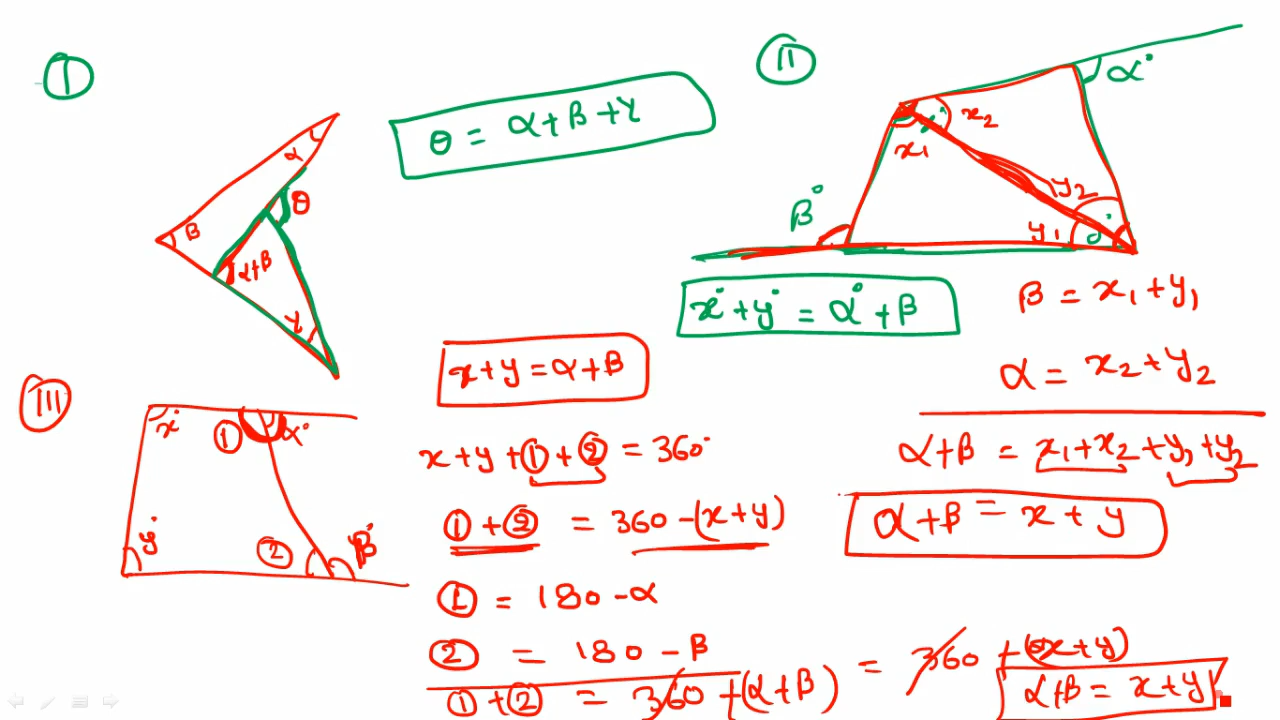 I
α
β
θ
α+β
γ
θ = α+β+γ
II
α°
x₂
x₁
y₂
y₁
β°
x°+y° = α°+β
β = x₁+y₁
α = x₂+y₂
α+β = x₁+x₂+y₁+y₂
α+β = x+y
III
x°
①
α°
y°
②
β°
x+y = α+β
x+y+①+② = 360°
①+② = 360-(x+y)
① = 180-α
② = 180-β
①+② = 360+(α+β) = 360+(x+y)
α+β = x+y